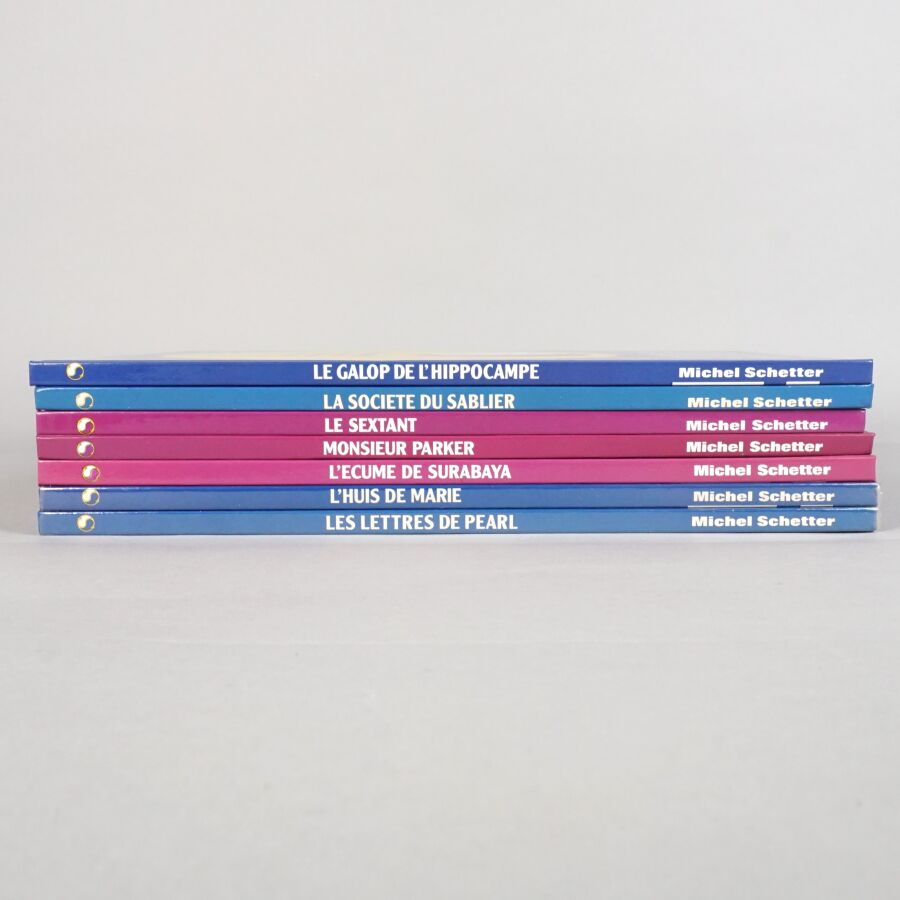 LE GALOP DE L'HIPPOCAMPE Michel Schetter
LA SOCIETE DU SABLIER Michel Schetter
LE SEXTANT Michel Schetter
MONSIEUR PARKER Michel Schetter
L'ECUME DE SURABAYA Michel Schetter
L'HUIS DE MARIE Michel Schetter
LES LETTRES DE PEARL Michel Schetter